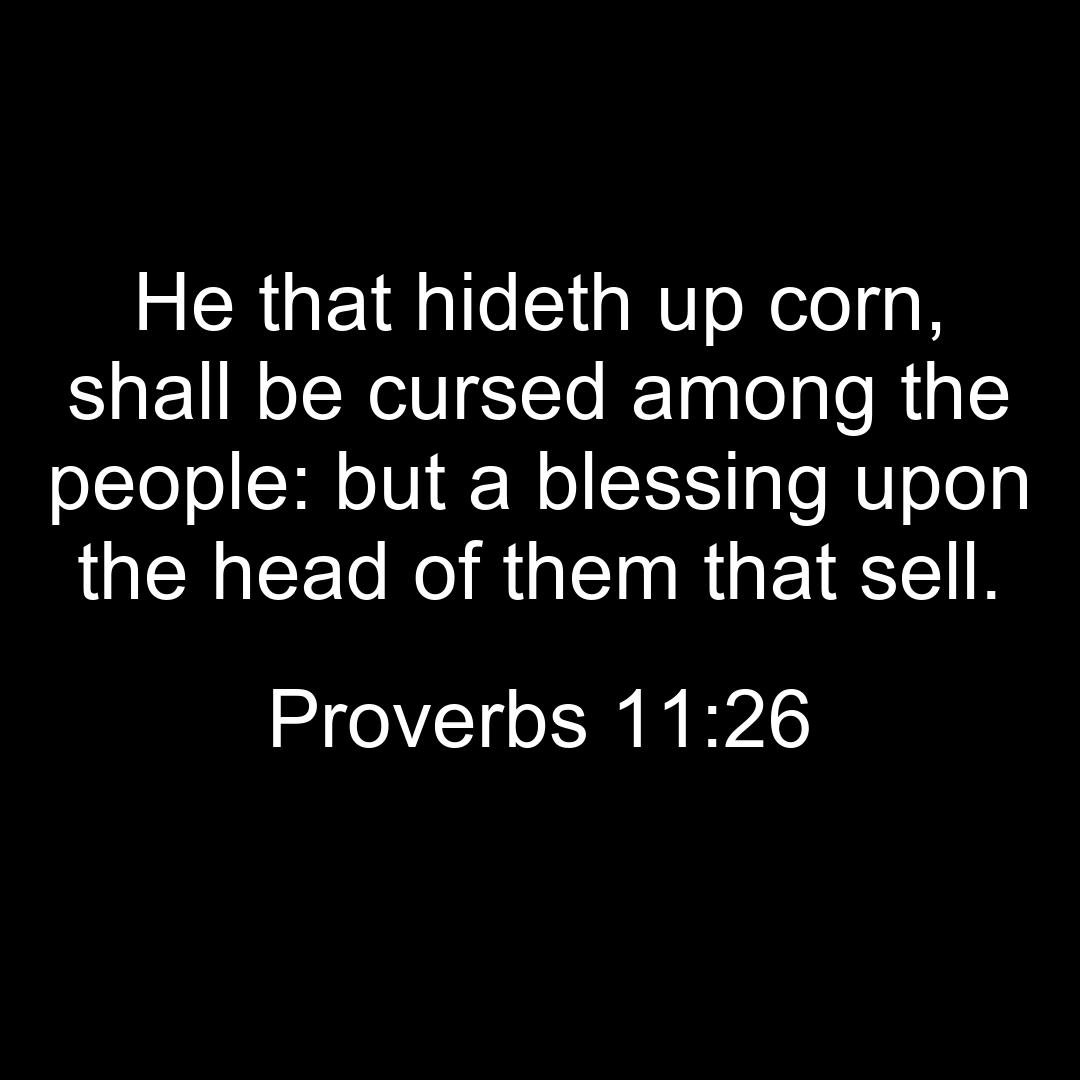 He that hideth up corn,
shall be cursed among the
people: but a blessing upon
the head of them that sell.
Proverbs 11:26